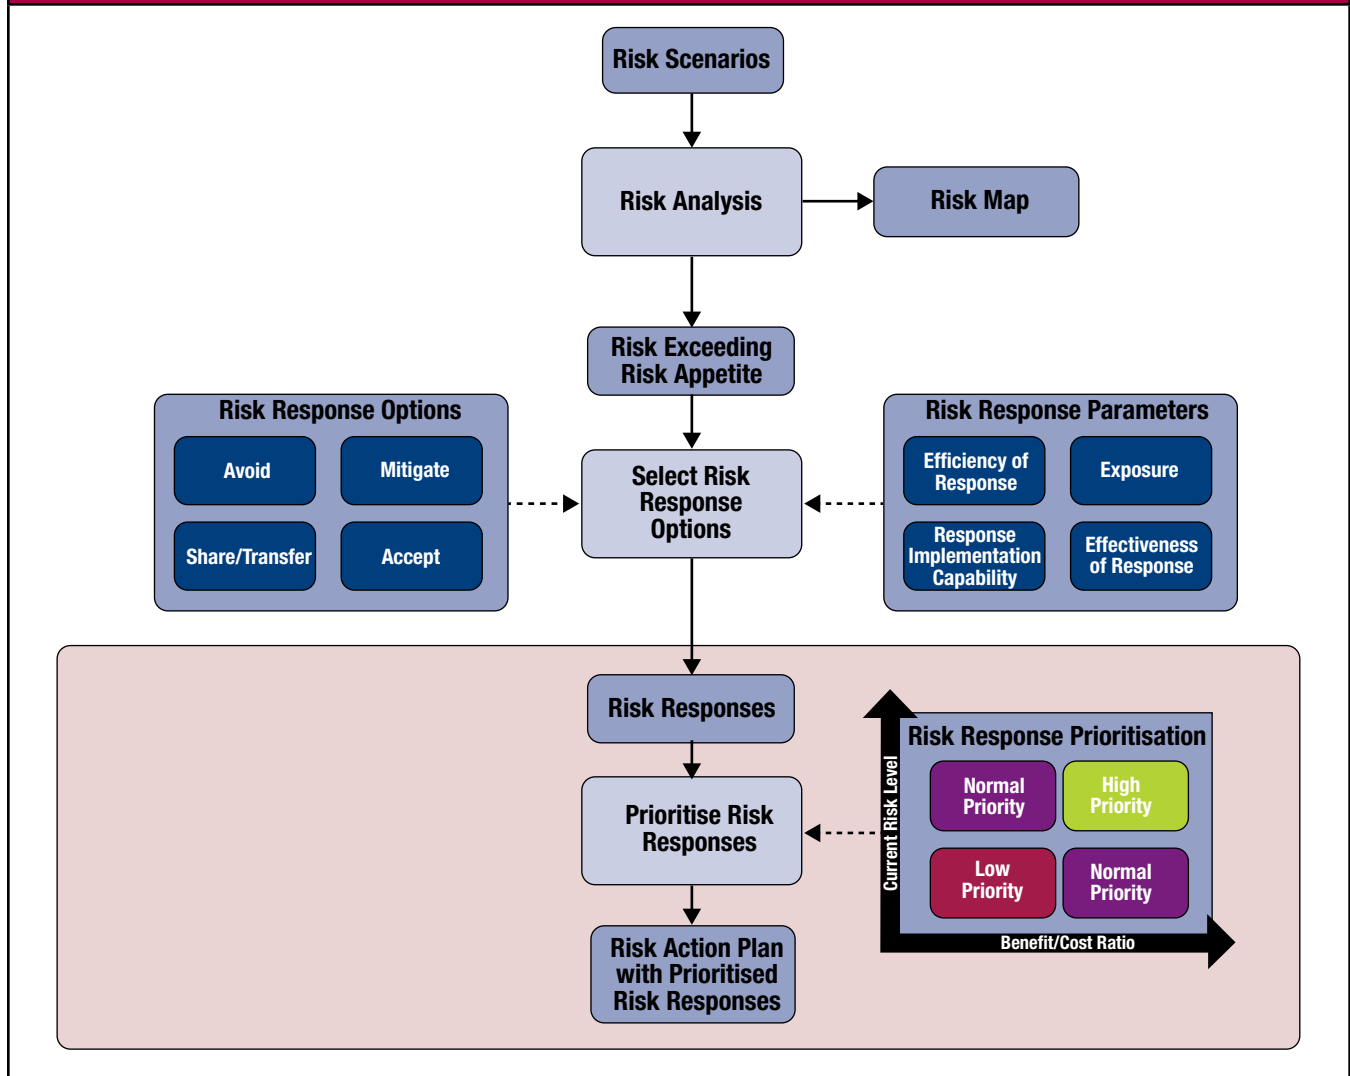 Risk Scenarios
Risk Analysis
Risk Map
Risk Exceeding
Risk Appetite
Risk Response Options
Avoid
Mitigate
Share/Transfer
Accept
Select Risk
Response
Options
Risk Response Parameters
Efficiency of
Response
Exposure
Response
Implementation
Capability
Effectiveness
of Response
Risk Responses
Prioritise Risk
Responses
Risk Response Prioritisation
Current Risk Level
Normal
Priority
High
Priority
Low
Priority
Normal
Priority
Benefit/Cost Ratio
Risk Action Plan
with Prioritised
Risk Responses